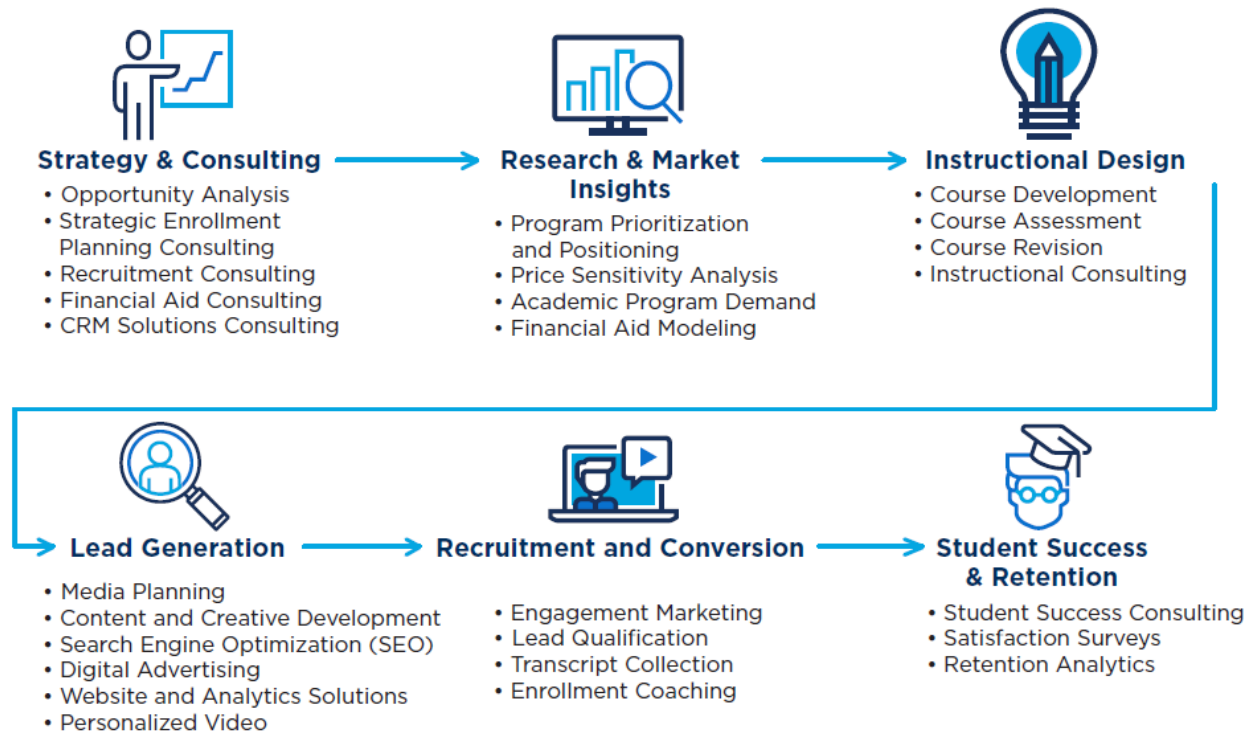 Strategy & Consulting
• Opportunity Analysis
• Strategic Enrollment
Planning Consulting
• Recruitment Consulting
• Financial Aid Consulting
• CRM Solutions Consulting
Research & Market
Insights
• Program Prioritization
and Positioning
• Price Sensitivity Analysis
• Academic Program Demand
• Financial Aid Modeling
Instructional Design
• Course Development
• Course Assessment
• Course Revision
• Instructional Consulting
Lead Generation
• Media Planning
• Content and Creative Development
• Search Engine Optimization (SEO)
• Digital Advertising
• Website and Analytics Solutions
• Personalized Video
Recruitment and Conversion
• Engagement Marketing
• Lead Qualification
• Transcript Collection
• Enrollment Coaching
Student Success
& Retention
• Student Success Consulting
• Satisfaction Surveys
• Retention Analytics